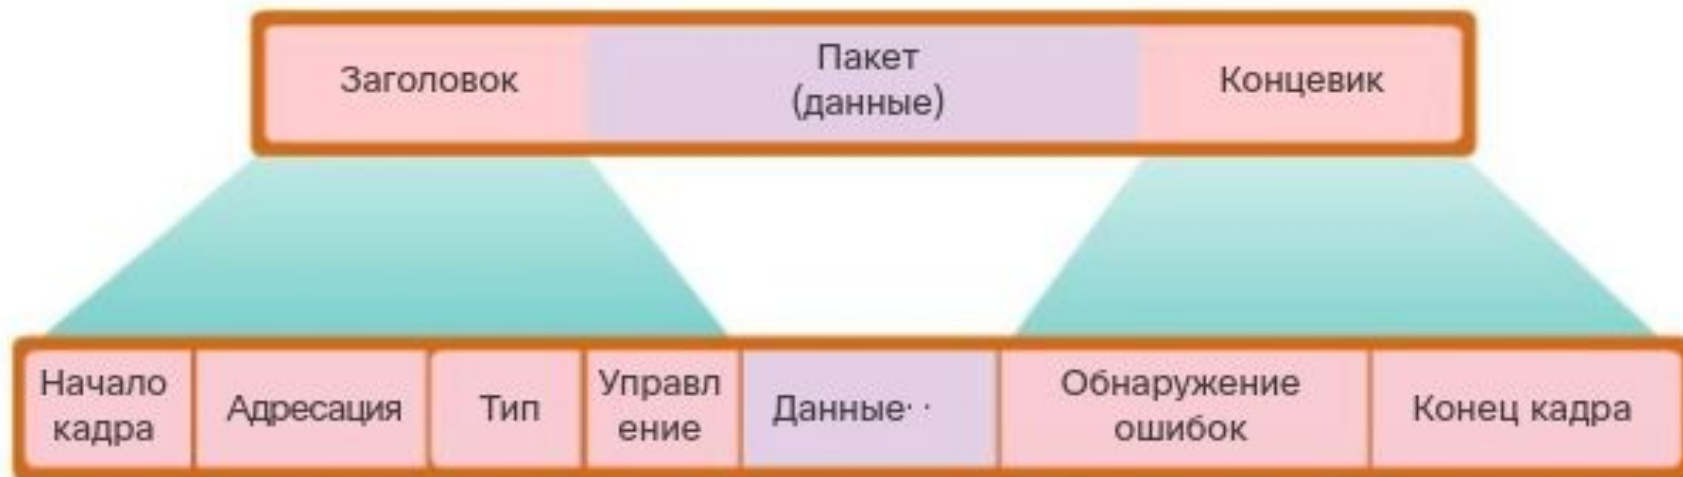 Заголовок
Пакет
(данные)
Концевик
Начало
кадра
Адресация
Тип
Управл
ение
Данные· ·
Обнаружение
ошибок
Конец кадра